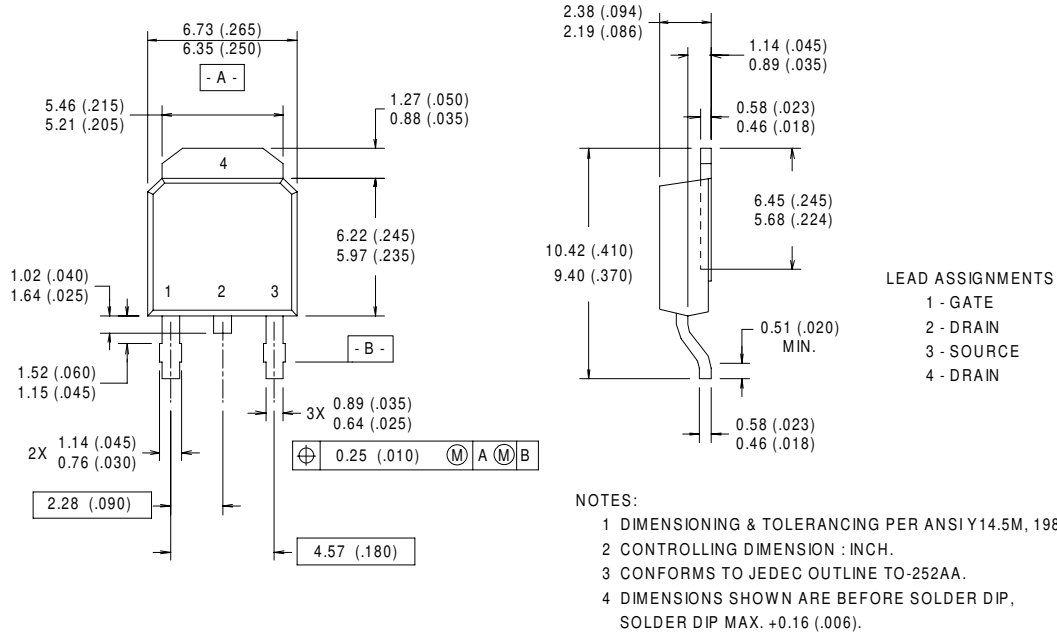 6.73 (.265)
6.35 (.250)
- A -
5.46 (.215)
5.21 (.205)
1.27 (.050)
0.88 (.035)
4
6.22 (.245)
5.97 (.235)
1.02 (.040)
1.64 (.025)
1 2 3
1.52 (.060)
1.15 (.045)
- B -
3X 0.89 (.035)
0.64 (.025)
2X 1.14 (.045)
0.76 (.030)
⌖ 0.25 (.010) Ⓜ A Ⓜ B
2.28 (.090)
4.57 (.180)
2.38 (.094)
2.19 (.086)
1.14 (.045)
0.89 (.035)
0.58 (.023)
0.46 (.018)
6.45 (.245)
5.68 (.224)
10.42 (.410)
9.40 (.370)
0.51 (.020)
MIN.
0.58 (.023)
0.46 (.018)
LEAD ASSIGNMENTS
1 - GATE
2 - DRAIN
3 - SOURCE
4 - DRAIN
NOTES:
1 DIMENSIONING & TOLERANCING PER ANSI Y14.5M, 198
2 CONTROLLING DIMENSION : INCH.
3 CONFORMS TO JEDEC OUTLINE TO-252AA.
4 DIMENSIONS SHOWN ARE BEFORE SOLDER DIP,
SOLDER DIP MAX. +0.16 (.006).